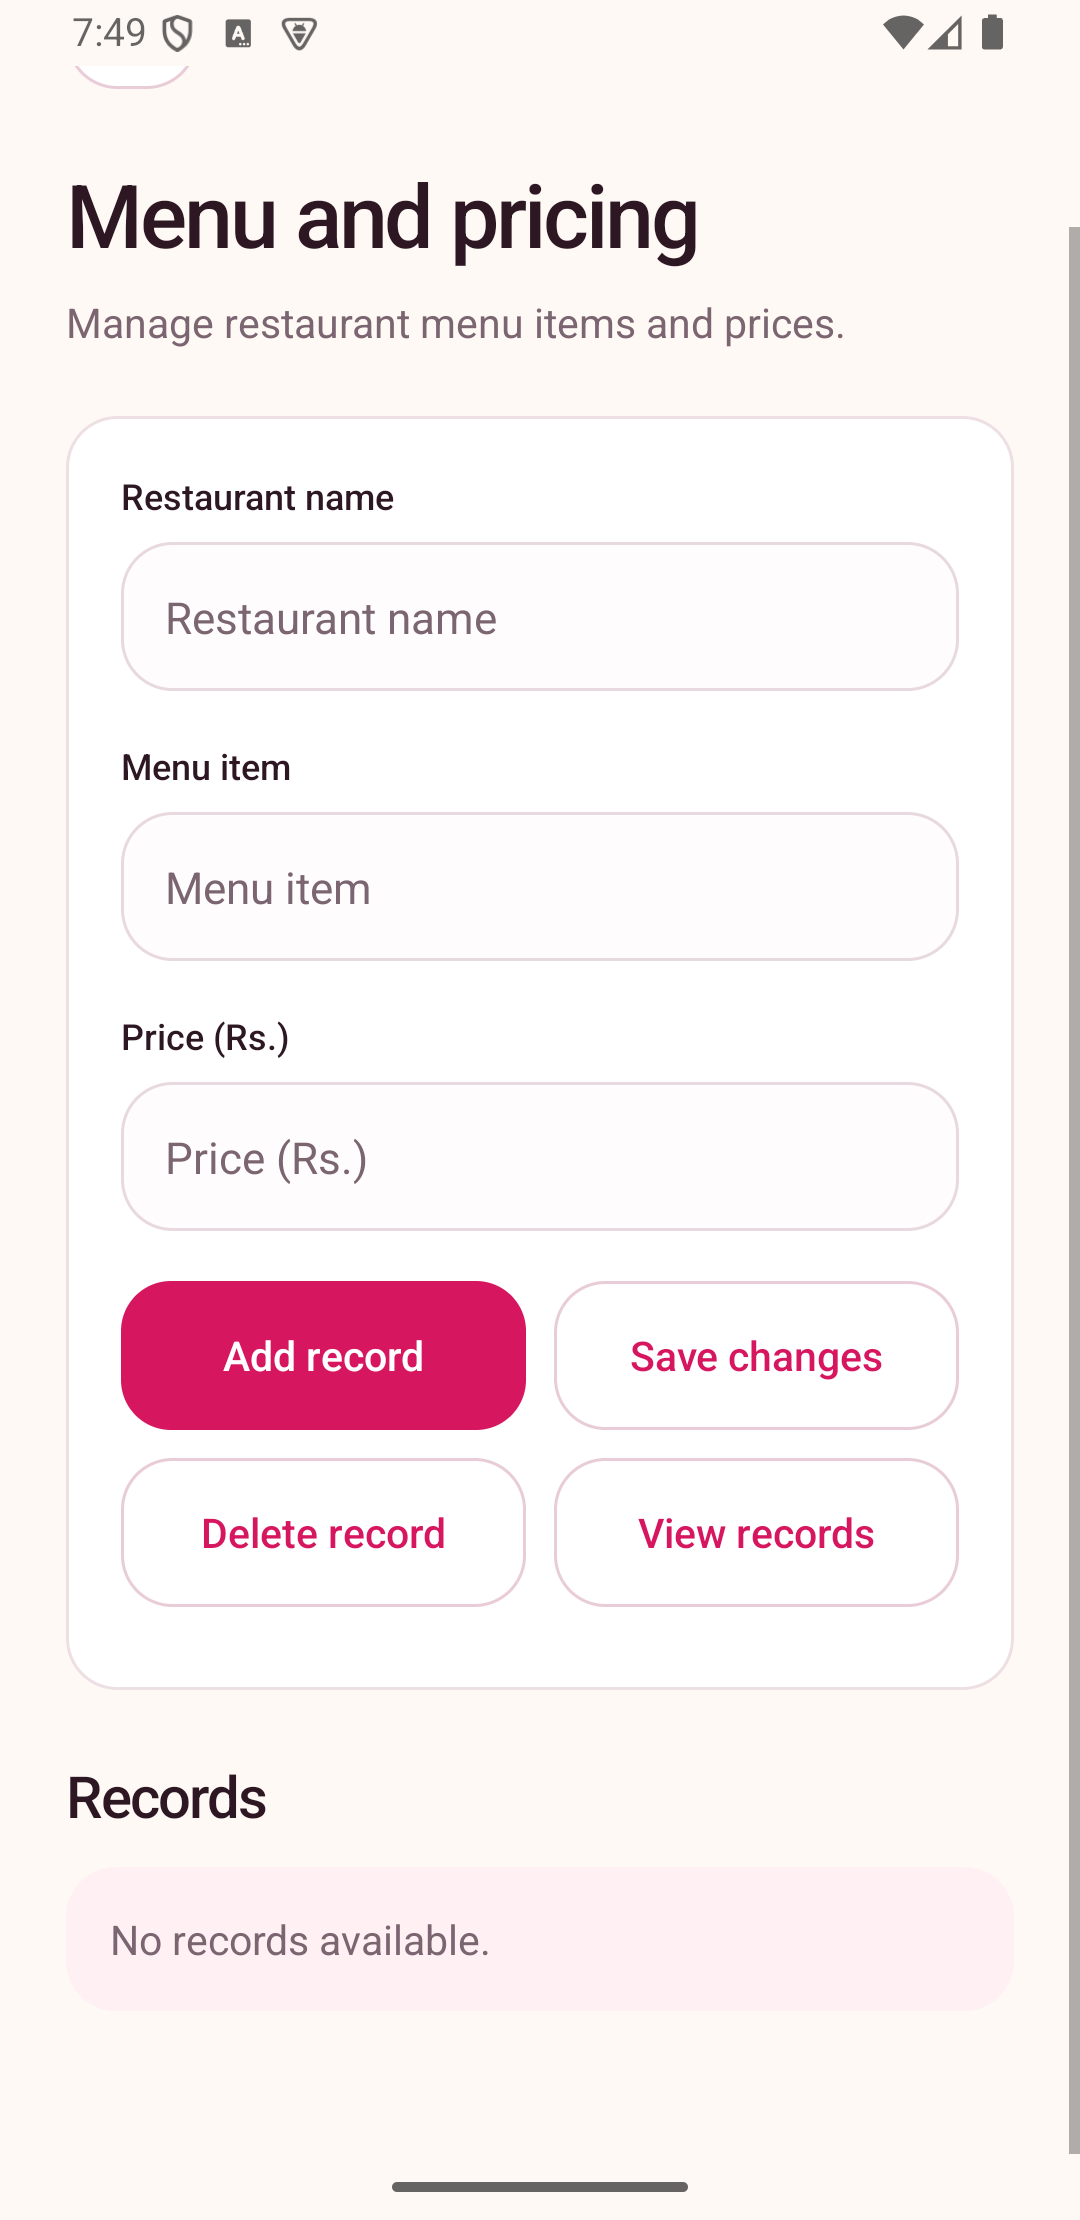 7:49
Menu and pricing
Manage restaurant menu items and prices.
Restaurant name
Restaurant name
Menu item
Menu item
Price (Rs.)
Price (Rs.)
Add record
Save changes
Delete record
View records
Records
No records available.